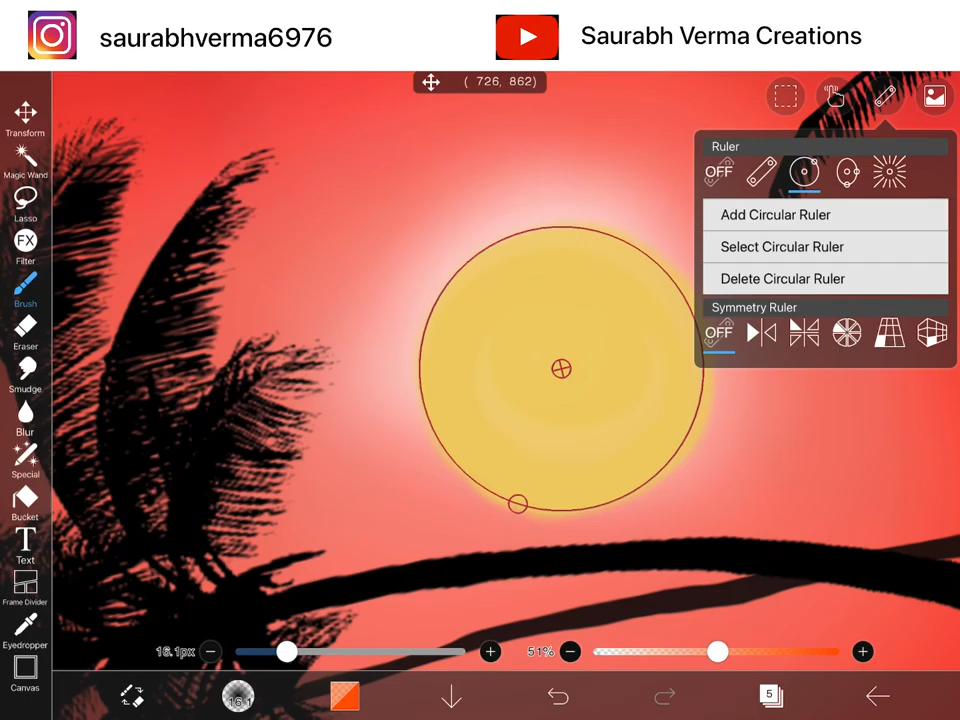 saurabhverma6976
Saurabh Verma Creations
( 726, 862)
Transform
Magic Wand
Lasso
FX
Filter
Brush
Eraser
Smudge
Blur
Special
Bucket
T
Text
Frame Divider
Eyedropper
Canvas
Ruler
OFF
Add Circular Ruler
Select Circular Ruler
Delete Circular Ruler
Symmetry Ruler
OFF
16.1px
51%
16.1
5